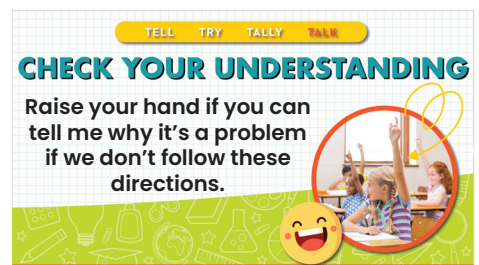 TELL TRY TALLY TALK
CHECK YOUR UNDERSTANDING
Raise your hand if you can
tell me why it's a problem
if we don't follow these
directions.